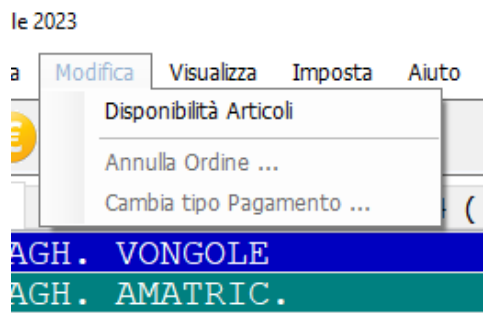 le 2023
a Modifica Visualizza Imposta Aiuto
Disponibilità Articoli
Annulla Ordine ...
Cambia tipo Pagamento ... (
AGH. VONGOLE
AGH. AMATRIC.